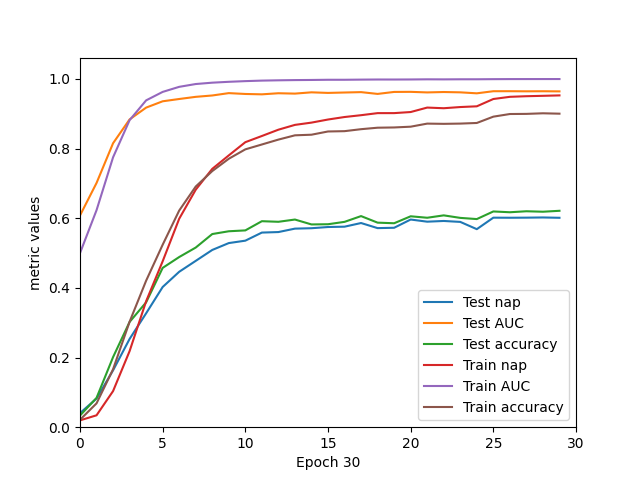 1.0
0.8
0.6
0.4
0.2
0.0
metric values
0 5 10 15 20 25 30
Epoch 30
Test nap
Test AUC
Test accuracy
Train nap
Train AUC
Train accuracy